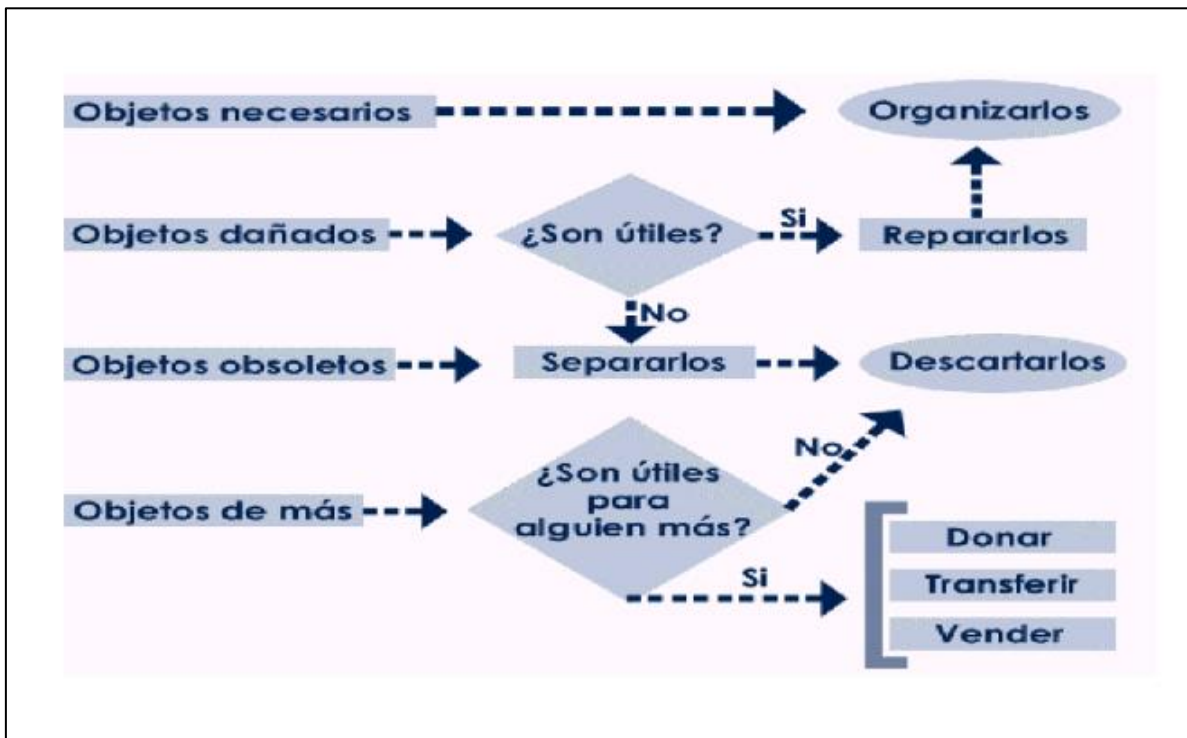 Objetos necesarios
Organizarlos
Objetos dañados
¿Son útiles?
Si
Repararlos
No
Objetos obsoletos
Separarlos
Descartarlos
Objetos de más
¿Son útiles
para
alguien más?
No
Si
Donar
Transferir
Vender